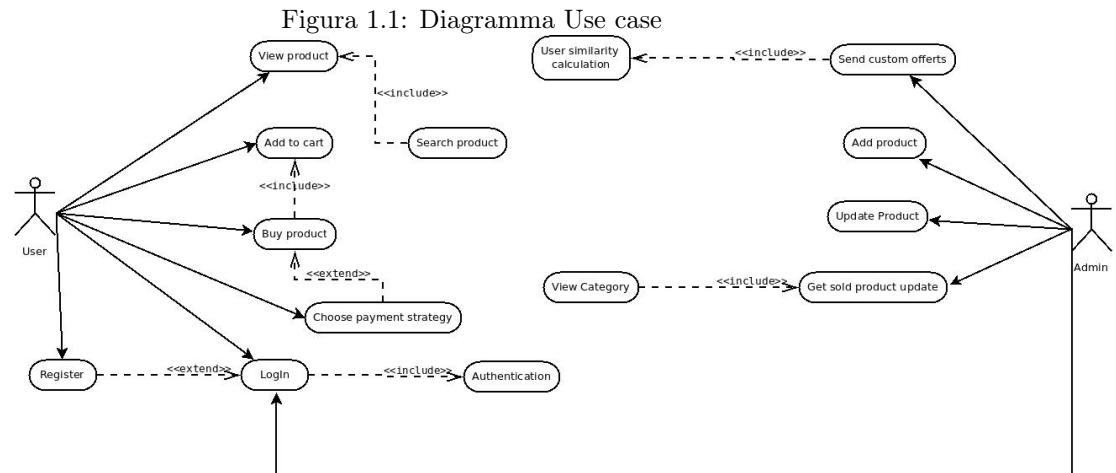 Figura 1.1: Diagramma Use case
View product
<<include>>
Search product
Add to cart
<<include>>
Buy product
<<extend>>
Choose payment strategy
User
Register
<<extend>>
LogIn
<<include>>
Authentication
User similarity
calculation
<<include>>
Send custom offerts
Add product
Update Product
View Category
<<include>>
Get sold product update
Admin